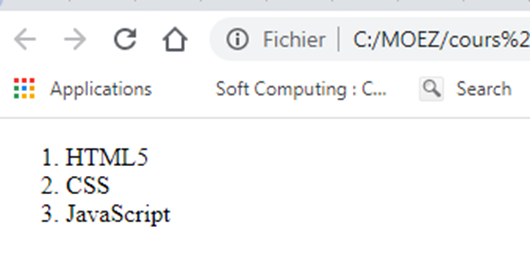 Fichier | C:/MOEZ/cours%2
Applications Soft Computing : C... Search
1. HTML5
2. CSS
3. JavaScript